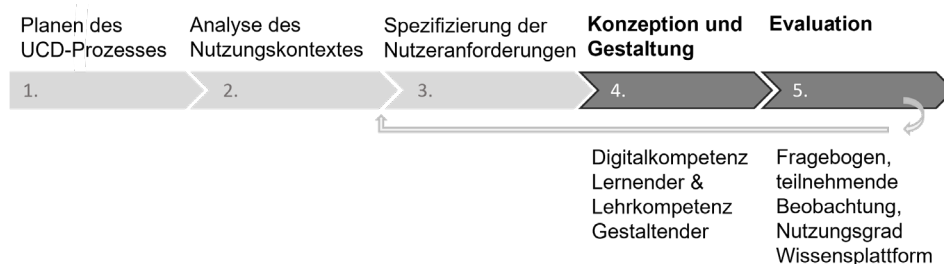 Planen des
UCD-Prozesses
Analyse des
Nutzungskontextes
Spezifizierung der
Nutzeranforderungen
Konzeption und
Gestaltung
Evaluation
1.
2.
3.
4.
5.
Digitalkompetenz
Lernender &
Lehrkompetenz
Gestaltender
Fragebogen,
teilnehmende
Beobachtung,
Nutzungsgrad
Wissensplattform